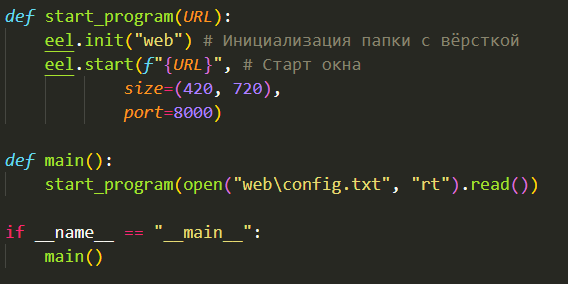 def start_program(URL):
    eel.init("web") # Инициализация папки с вёрсткой
    eel.start(f"{URL}", # Старт окна
            size=(420, 720),
            port=8000)
def main():
    start_program(open("web\config.txt", "rt").read())
if __name__ == "__main__":
    main()